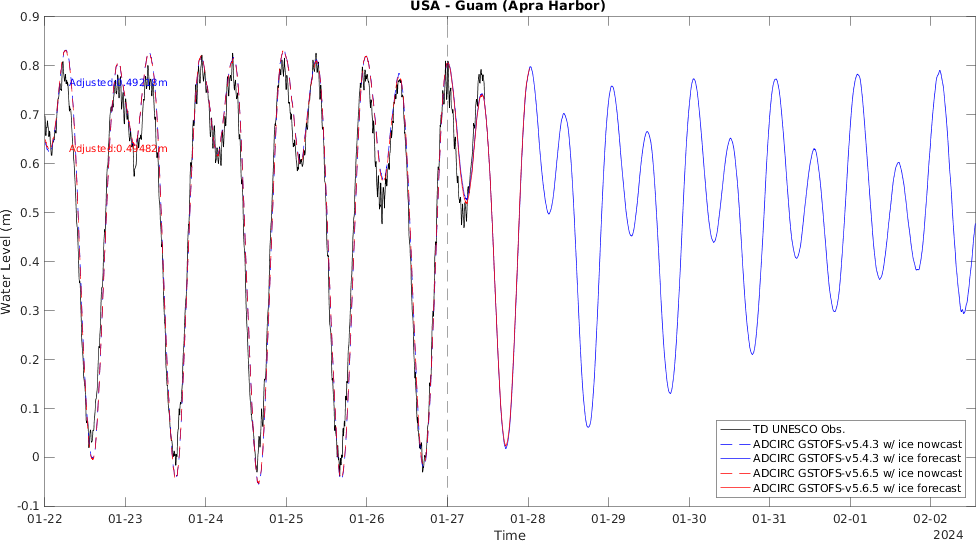 USA - Guam (Apra Harbor)
0.9
0.8
0.7
0.6
0.5
0.4
0.3
0.2
0.1
0
-0.1
Water Level (m)
Adjusted:0.49482m
01-22
01-23
01-24
01-25
01-26
01-27
01-28
01-29
01-30
01-31
02-01
02-02
2024
Time
TD UNESCO Obs.
ADCIRC GSTOFS-v5.4.3 w/ ice nowcast
ADCIRC GSTOFS-v5.4.3 w/ ice forecast
ADCIRC GSTOFS-v5.6.5 w/ ice nowcast
ADCIRC GSTOFS-v5.6.5 w/ ice forecast